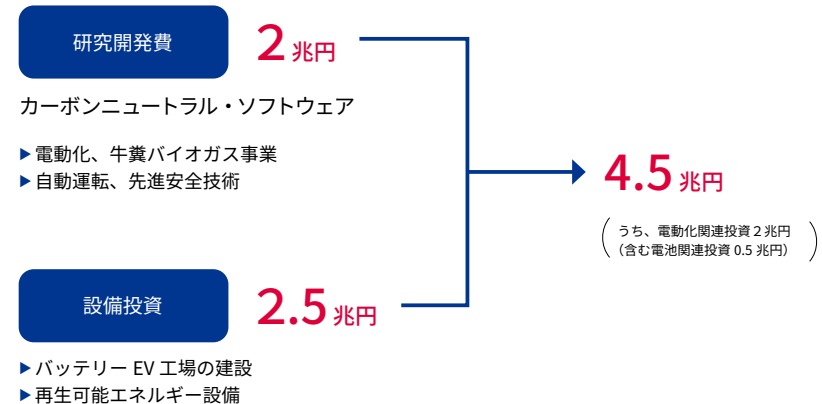 研究開発費
2兆円
カーボンニュートラル・ソフトウェア
▶電動化、牛糞バイオガス事業
▶自動運転、先進安全技術
4.5兆円
(うち、電動化関連投資2兆円
(含む電池関連投資 0.5 兆円))
設備投資
2.5兆円
▶バッテリー EV 工場の建設
▶再生可能エネルギー設備